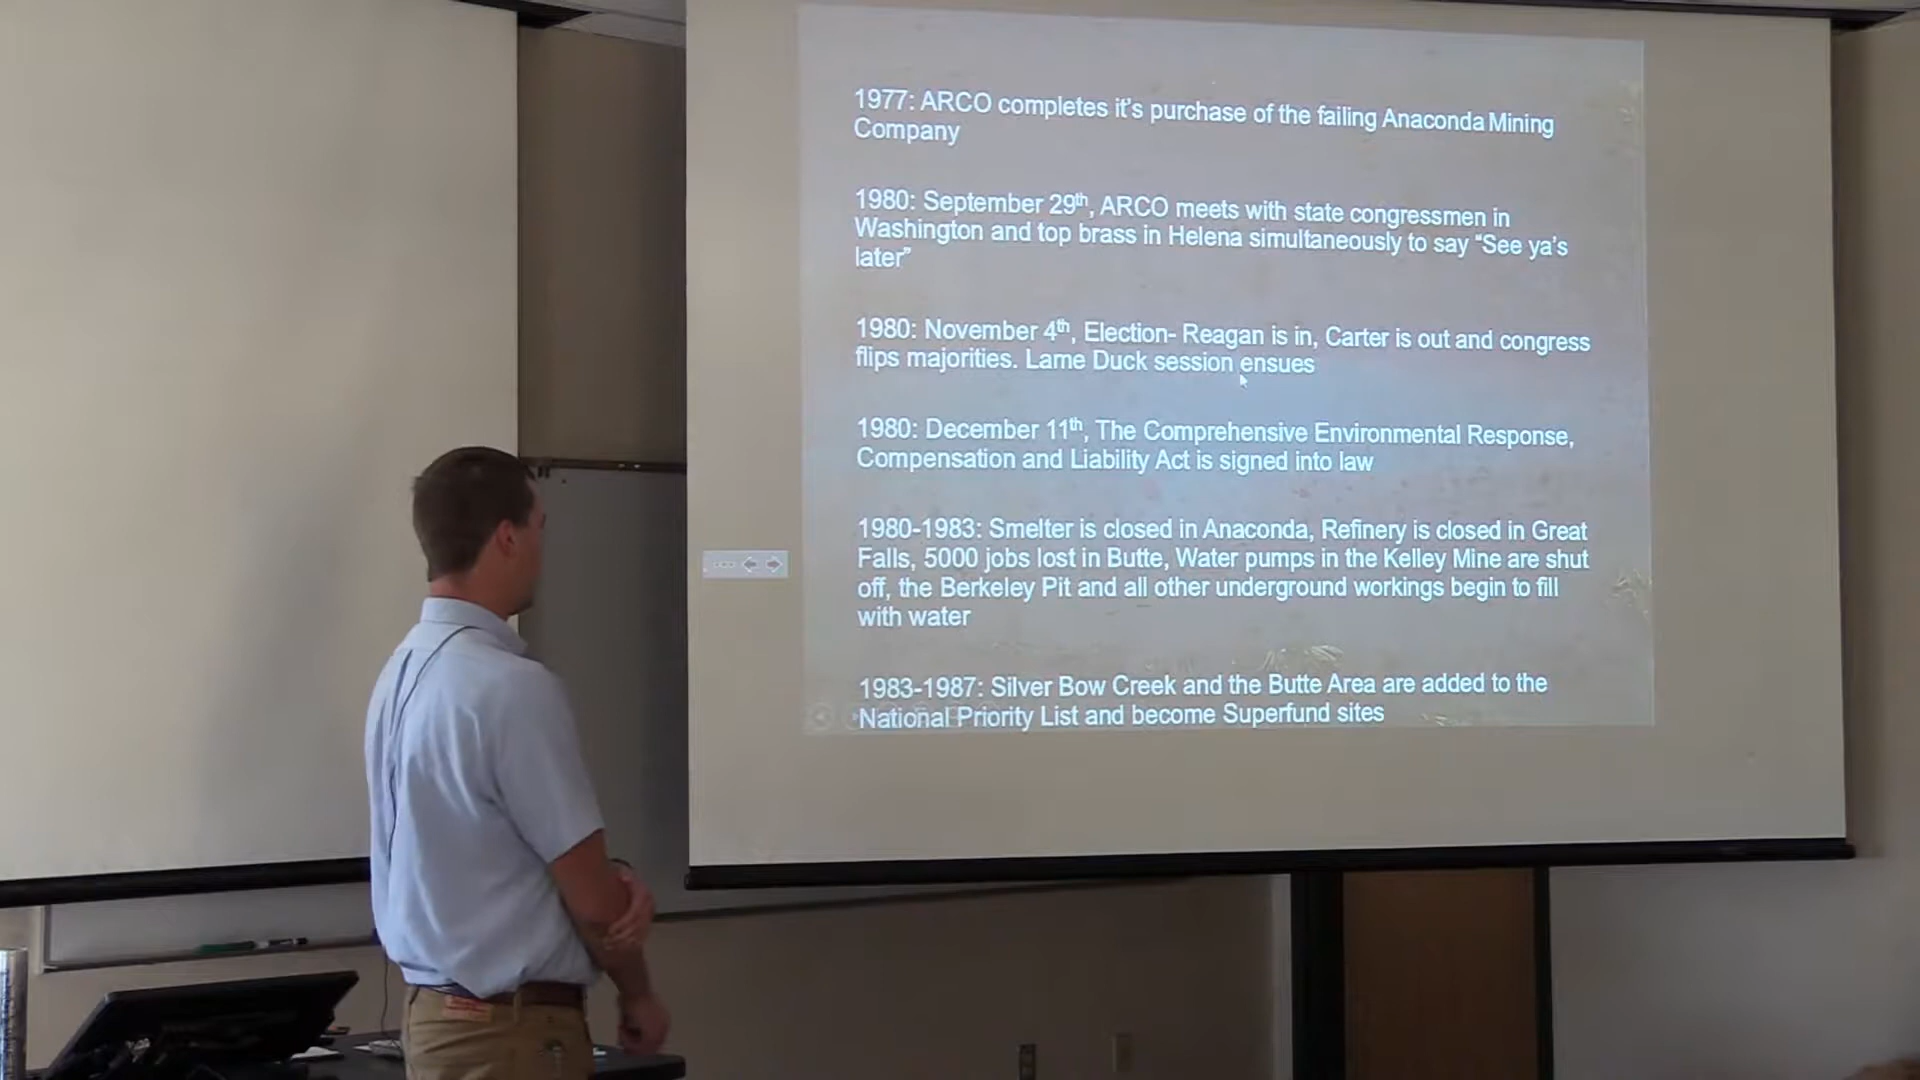 1977: ARCO completes it's purchase of the failing Anaconda Mining
Company
1980: September 29th, ARCO meets with state congressmen in
Washington and top brass in Helena simultaneously to say “See ya's
later”
1980: November 4th, Election- Reagan is in, Carter is out and congress
flips majorities. Lame Duck session ensues
1980: December 11th, The Comprehensive Environmental Response,
Compensation and Liability Act is signed into law
1980-1983: Smelter is closed in Anaconda, Refinery is closed in Great
Falls, 5000 jobs lost in Butte, Water pumps in the Kelley Mine are shut
off, the Berkeley Pit and all other underground workings begin to fill
with water
1983-1987: Silver Bow Creek and the Butte Area are added to the
National Priority List and become Superfund sites